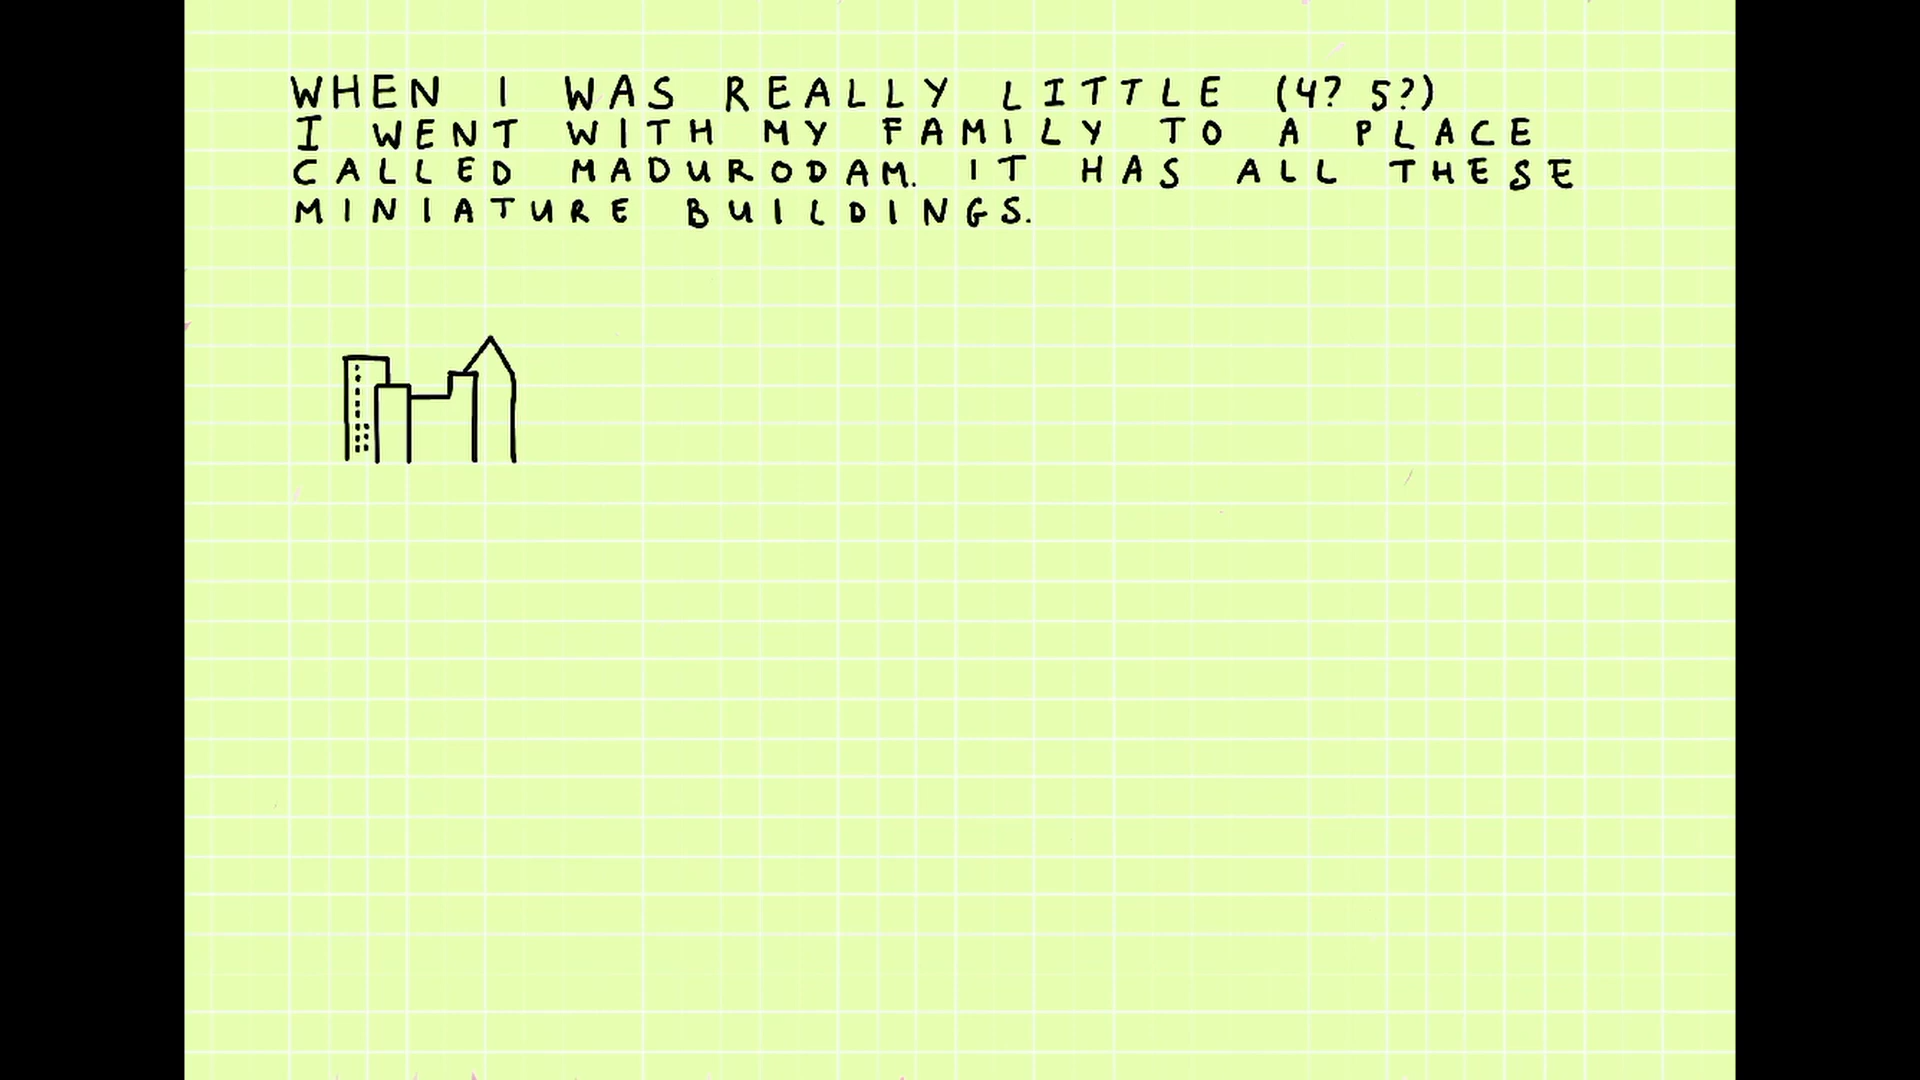 WHEN I WAS REALLY LITTLE (4? 5?)
I WENT WITH MY FAMILY TO A PLACE
CALLED MADURODAM. IT HAS ALL THESE
MINIATURE BUILDINGS.